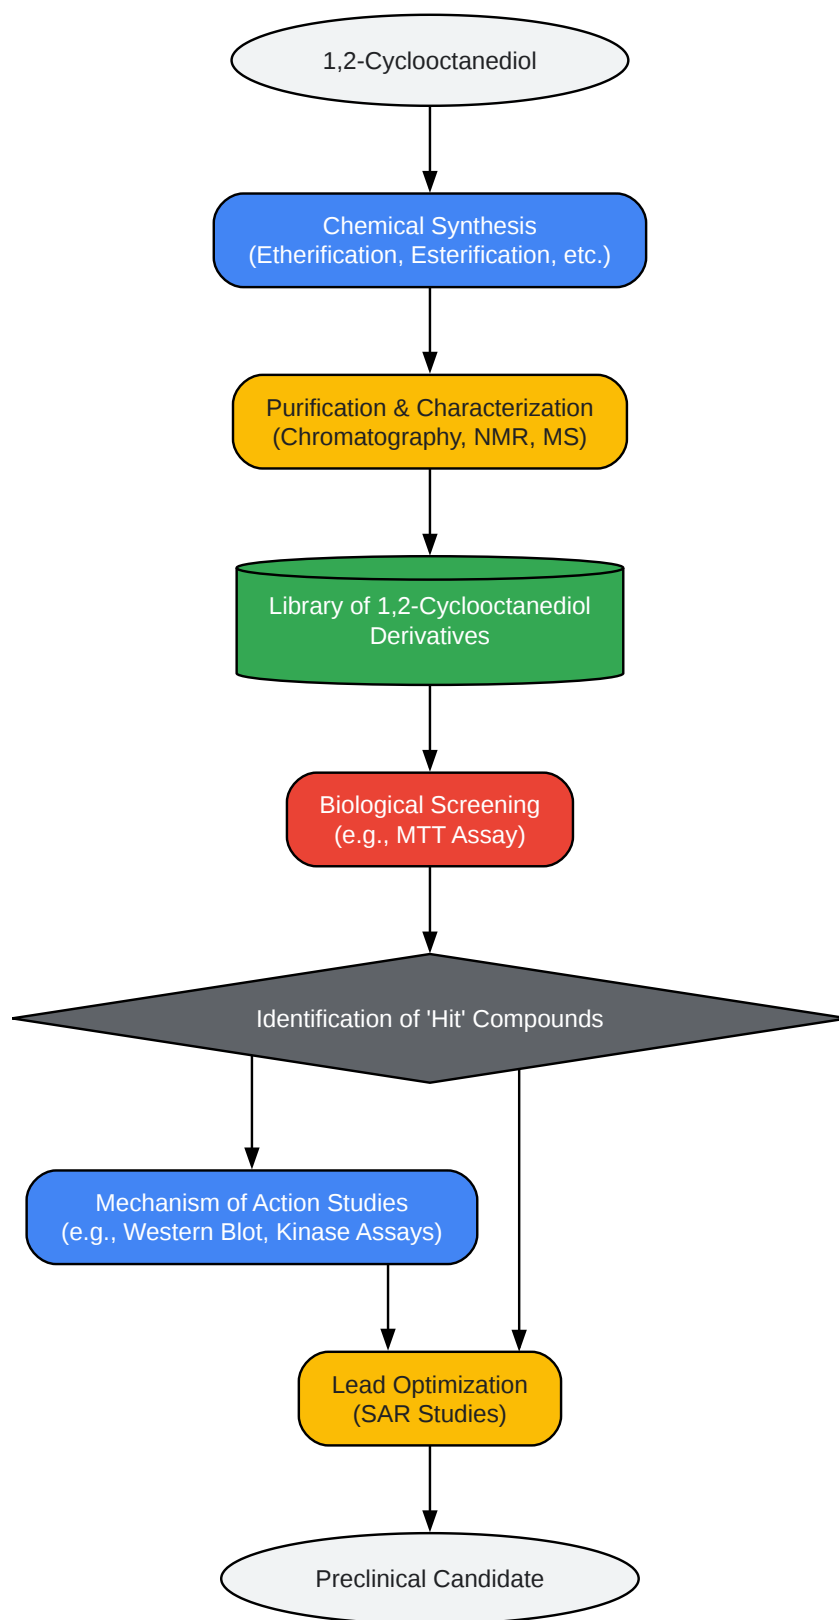 1,2-Cyclooctanediol
Chemical Synthesis
(Etherification, Esterification, etc.)
Purification & Characterization
(Chromatography, NMR, MS)
Library of 1,2-Cyclooctanediol
Derivatives
Biological Screening
(e.g., MTT Assay)
Identification of 'Hit' Compounds
Mechanism of Action Studies
(e.g., Western Blot, Kinase Assays)
Lead Optimization
(SAR Studies)
Preclinical Candidate